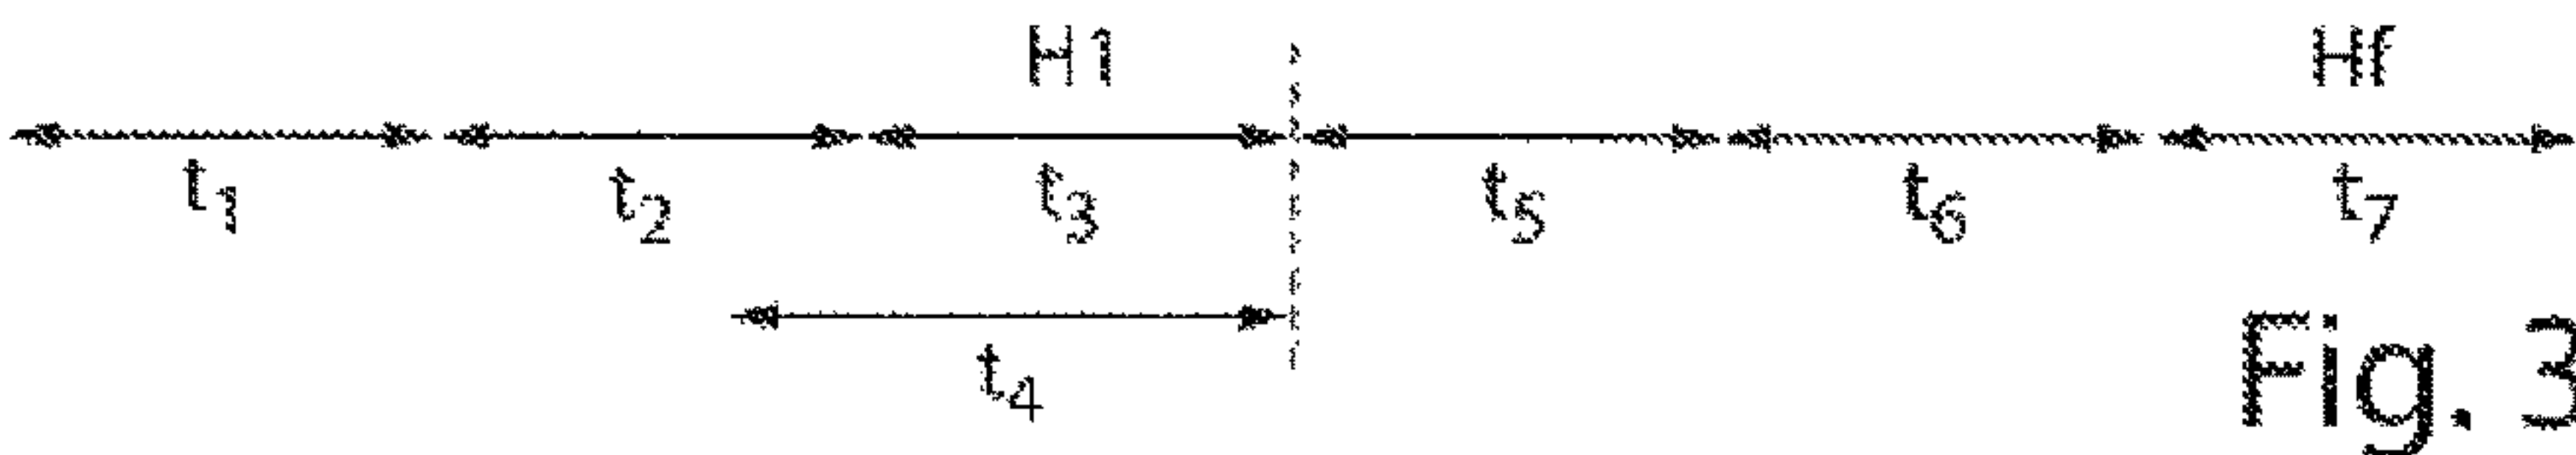 H1 Hf
t₁ t₂ t₃ t₅ t₆ t₇
t₄
Fig. 3